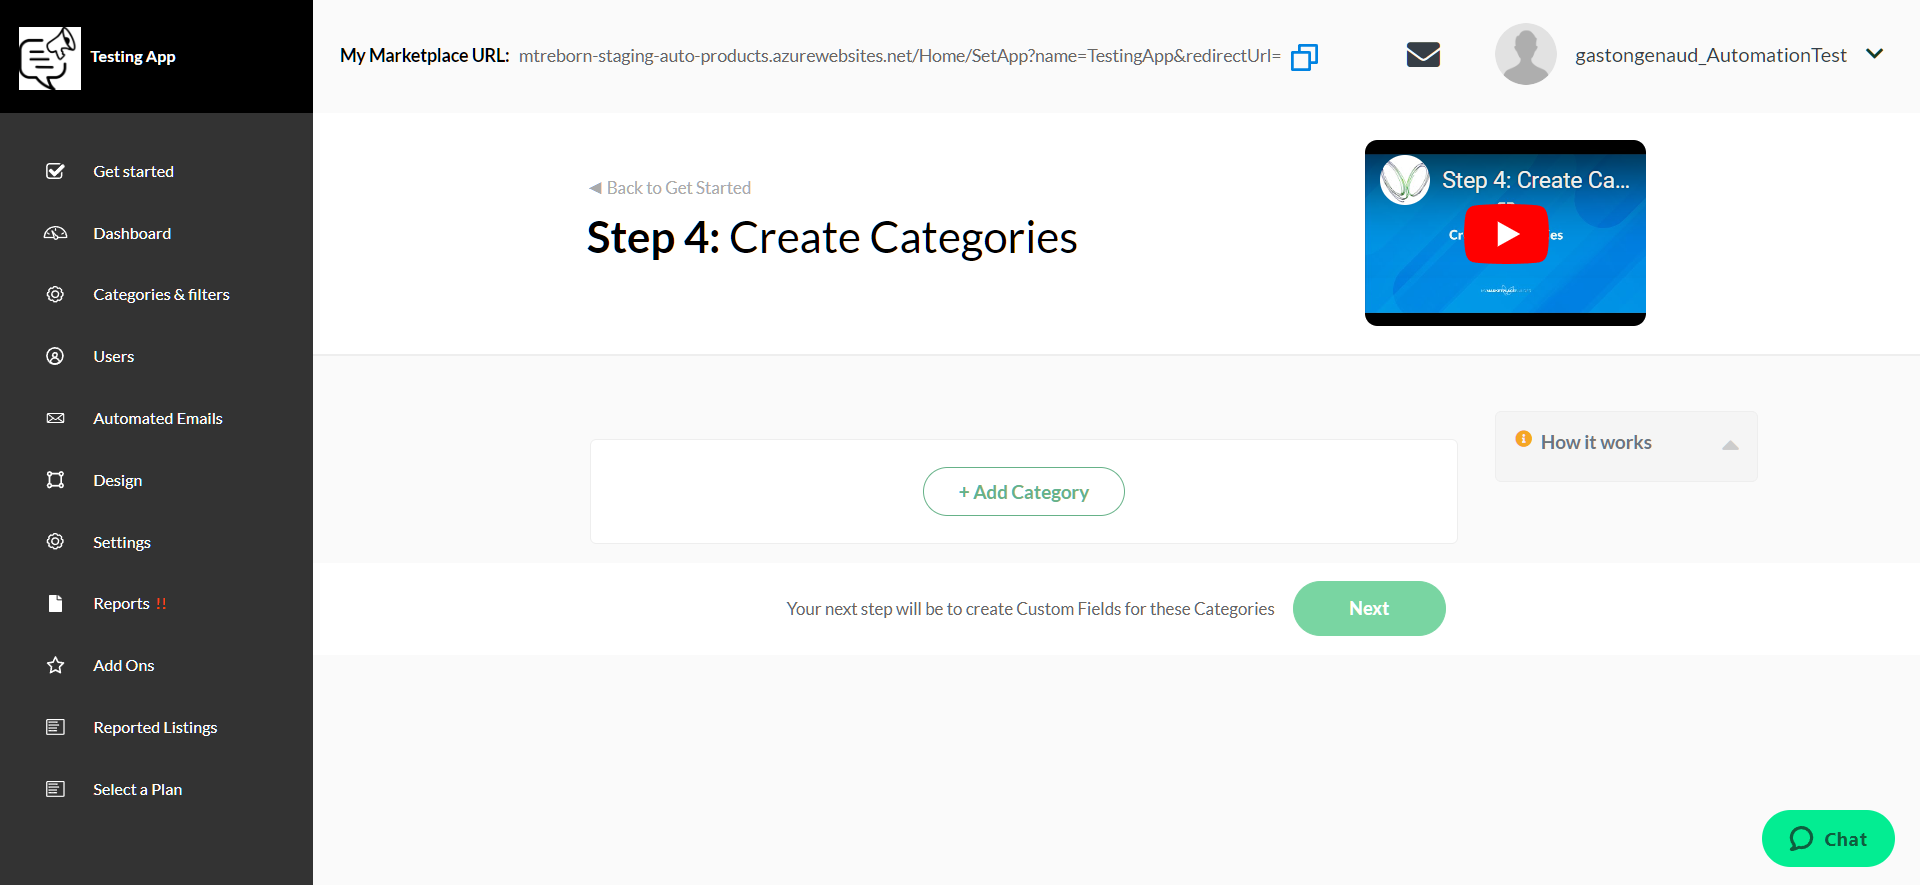 Testing App
My Marketplace URL: mtreborn-staging-auto-products.azurewebsites.net/Home/SetApp?name=TestingApp&redirectUrl=
gastongenaud_AutomationTest
Get started
Dashboard
Categories & filters
Users
Automated Emails
Design
Settings
Reports !!
Add Ons
Reported Listings
Select a Plan
◀ Back to Get Started
Step 4: Create Categories
Step 4: Create Ca...
How it works
+ Add Category
Your next step will be to create Custom Fields for these Categories
Next
Chat